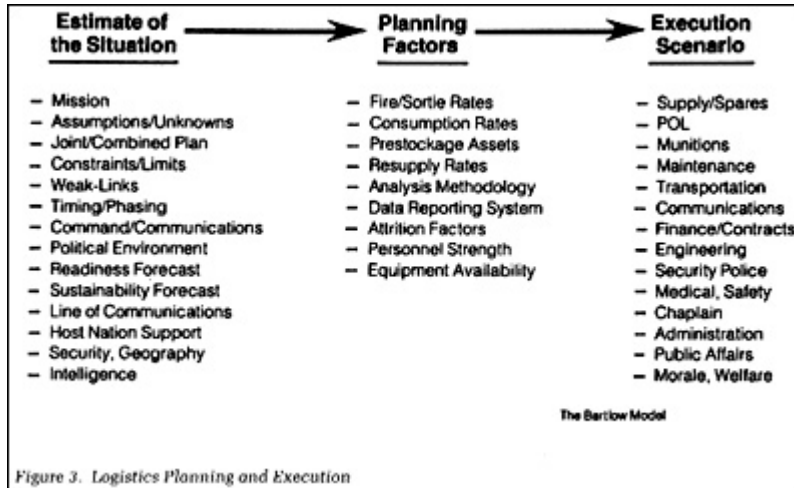 Estimate of
the Situation
Planning
Factors
Execution
Scenario
– Mission
– Assumptions/Unknowns
– Joint/Combined Plan
– Constraints/Limits
– Weak-Links
– Timing/Phasing
– Command/Communications
– Political Environment
– Readiness Forecast
– Sustainability Forecast
– Line of Communications
– Host Nation Support
– Security, Geography
– Intelligence
– Fire/Sortie Rates
– Consumption Rates
– Prestockage Assets
– Resupply Rates
– Analysis Methodology
– Data Reporting System
– Attrition Factors
– Personnel Strength
– Equipment Availability
– Supply/Spares
– POL
– Munitions
– Maintenance
– Transportation
– Communications
– Finance/Contracts
– Engineering
– Security Police
– Medical, Safety
– Chaplain
– Administration
– Public Affairs
– Morale, Welfare
The Bartlow Model
Figure 3. Logistics Planning and Execution